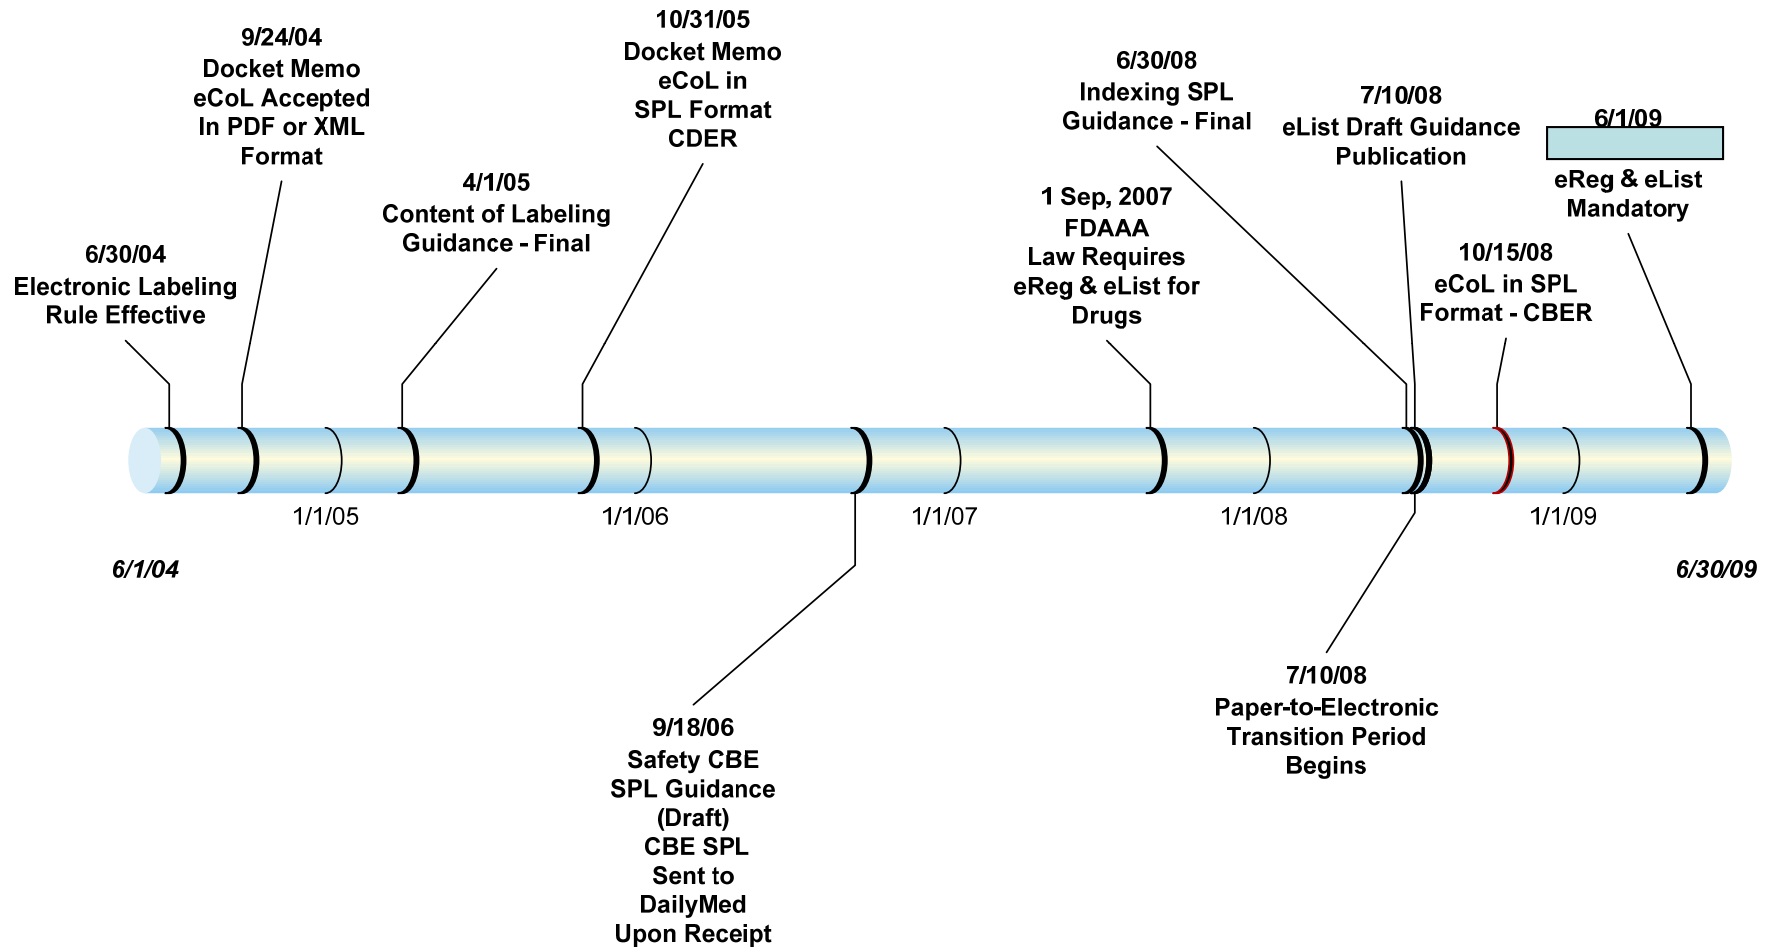 6/30/04
Electronic Labeling
Rule Effective
9/24/04
Docket Memo
eCoL Accepted
In PDF or XML
Format
4/1/05
Content of Labeling
Guidance - Final
10/31/05
Docket Memo
eCoL in
SPL Format
CDER
1 Sep, 2007
FDAAA
Law Requires
eReg & eList for
Drugs
6/30/08
Indexing SPL
Guidance - Final
7/10/08
eList Draft Guidance
Publication
10/15/08
eCoL in SPL
Format - CBER
6/1/09
eReg & eList
Mandatory
1/1/05
1/1/06
1/1/07
1/1/08
1/1/09
6/1/04
6/30/09
9/18/06
Safety CBE
SPL Guidance
(Draft)
CBE SPL
Sent to
DailyMed
Upon Receipt
7/10/08
Paper-to-Electronic
Transition Period
Begins